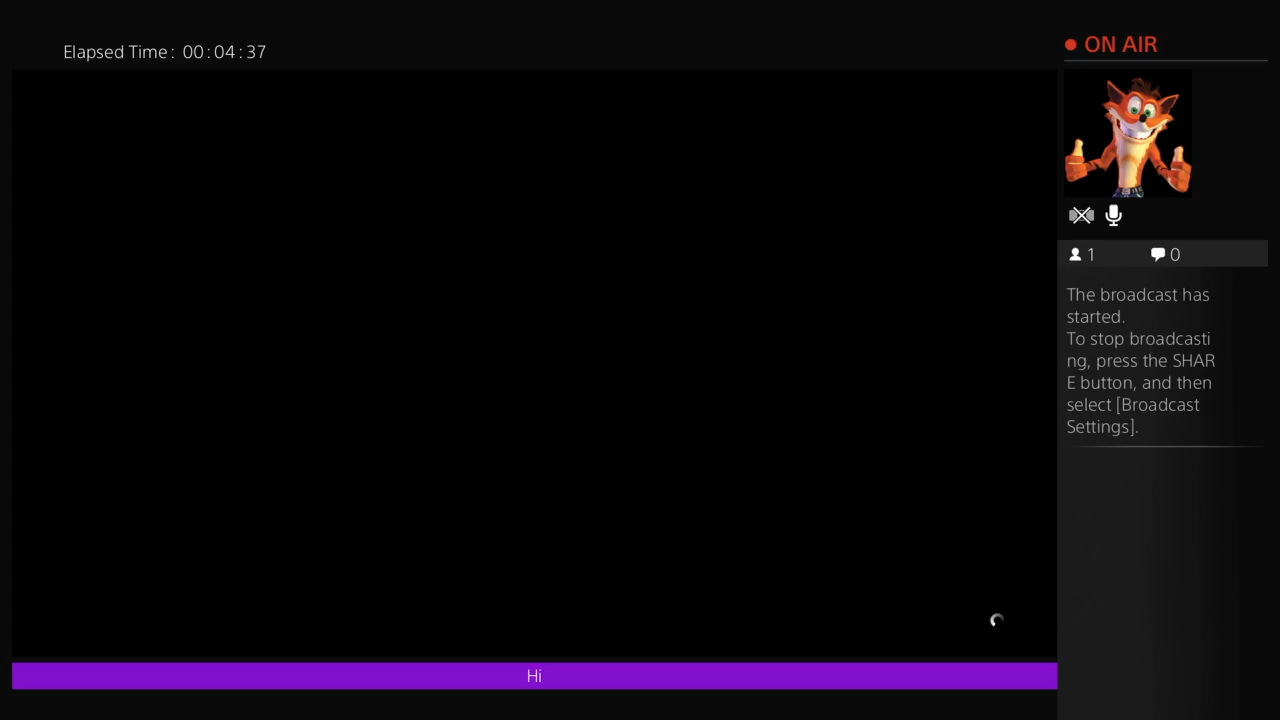 Elapsed Time: 00:04:37
ON AIR
1 0
The broadcast has
started.
To stop broadcasti
ng, press the SHAR
E button, and then
select [Broadcast
Settings].
Hi